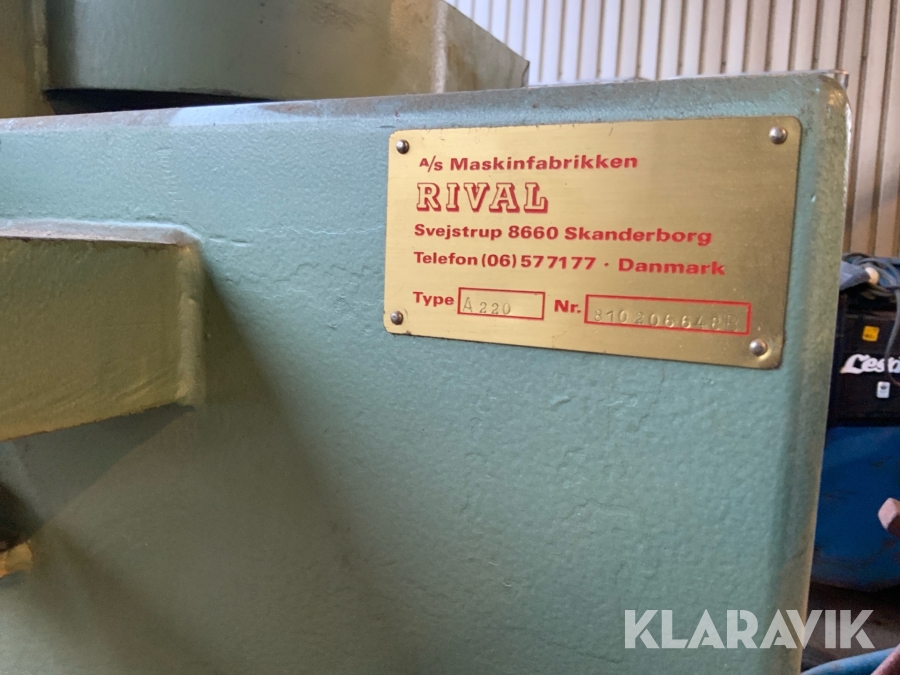 A/s Maskinfabrikken
RIVAL
Svejstrup 8660 Skanderborg
Telefon (06) 577177 · Danmark
Type A 220 Nr.
KLARAVIK